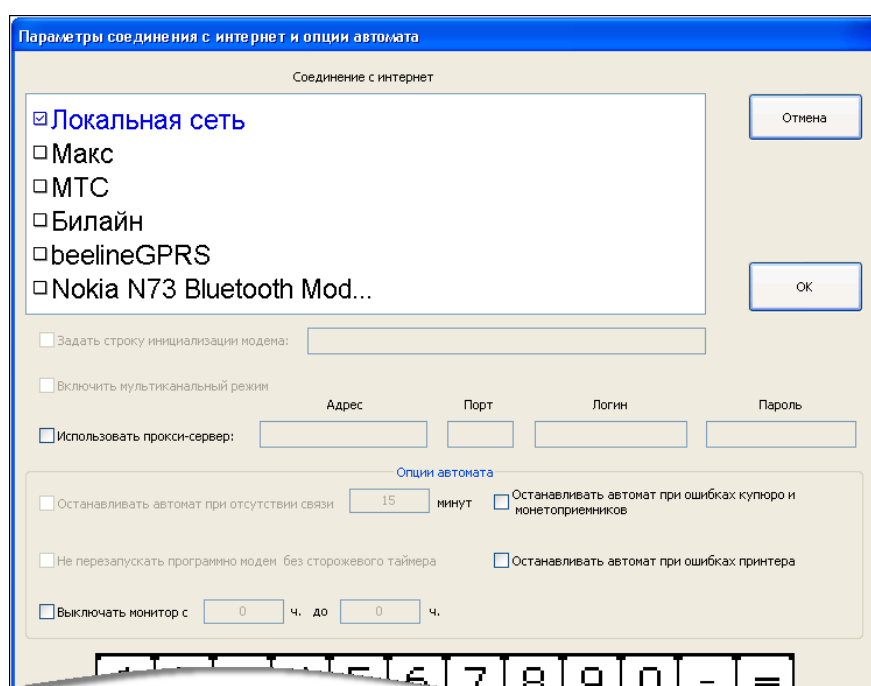 Параметры соединения с интернет и опции автомата
Соединение с интернет
Локальная сеть
Макс
МТС
Билайн
beelineGPRS
Nokia N73 Bluetooth Mod...
Отмена
ОК
Задать строку инициализации модема:
Включить мультиканальный режим
Адрес Порт Логин Пароль
Использовать прокси-сервер:
Опции автомата
Останавливать автомат при отсутствии связи 15 минут
Останавливать автомат при ошибках купюро и
монетоприемников
Не перезапускать программно модем без сторожевого таймера
Останавливать автомат при ошибках принтера
Выключать монитор с 0 ч. до 0 ч.
5 6 7 8 9 0 - =